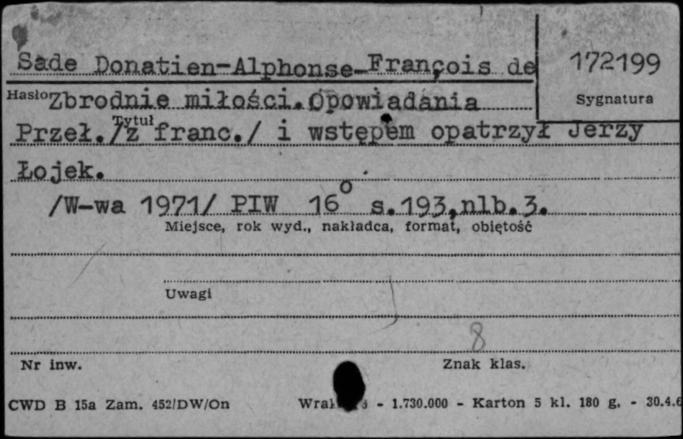 Sade Donatien-Alphonse-François de
172199
Sygnatura
Hasło Zbrodnie miłości. Opowiadania
Tytuł
Przeł. /z franc./ i wstępem opatrzył Jerzy
Łojek.
/W-wa 1971/ PIW 16° s.193,nlb.3.
Miejsce, rok wyd., nakładca, format, objętość
Uwagi
8
Nr inw.
Znak klas.
CWD B 15a Zam. 452/DW/On - 1.730.000 - Karton 5 kl. 180 g. - 30.4.6